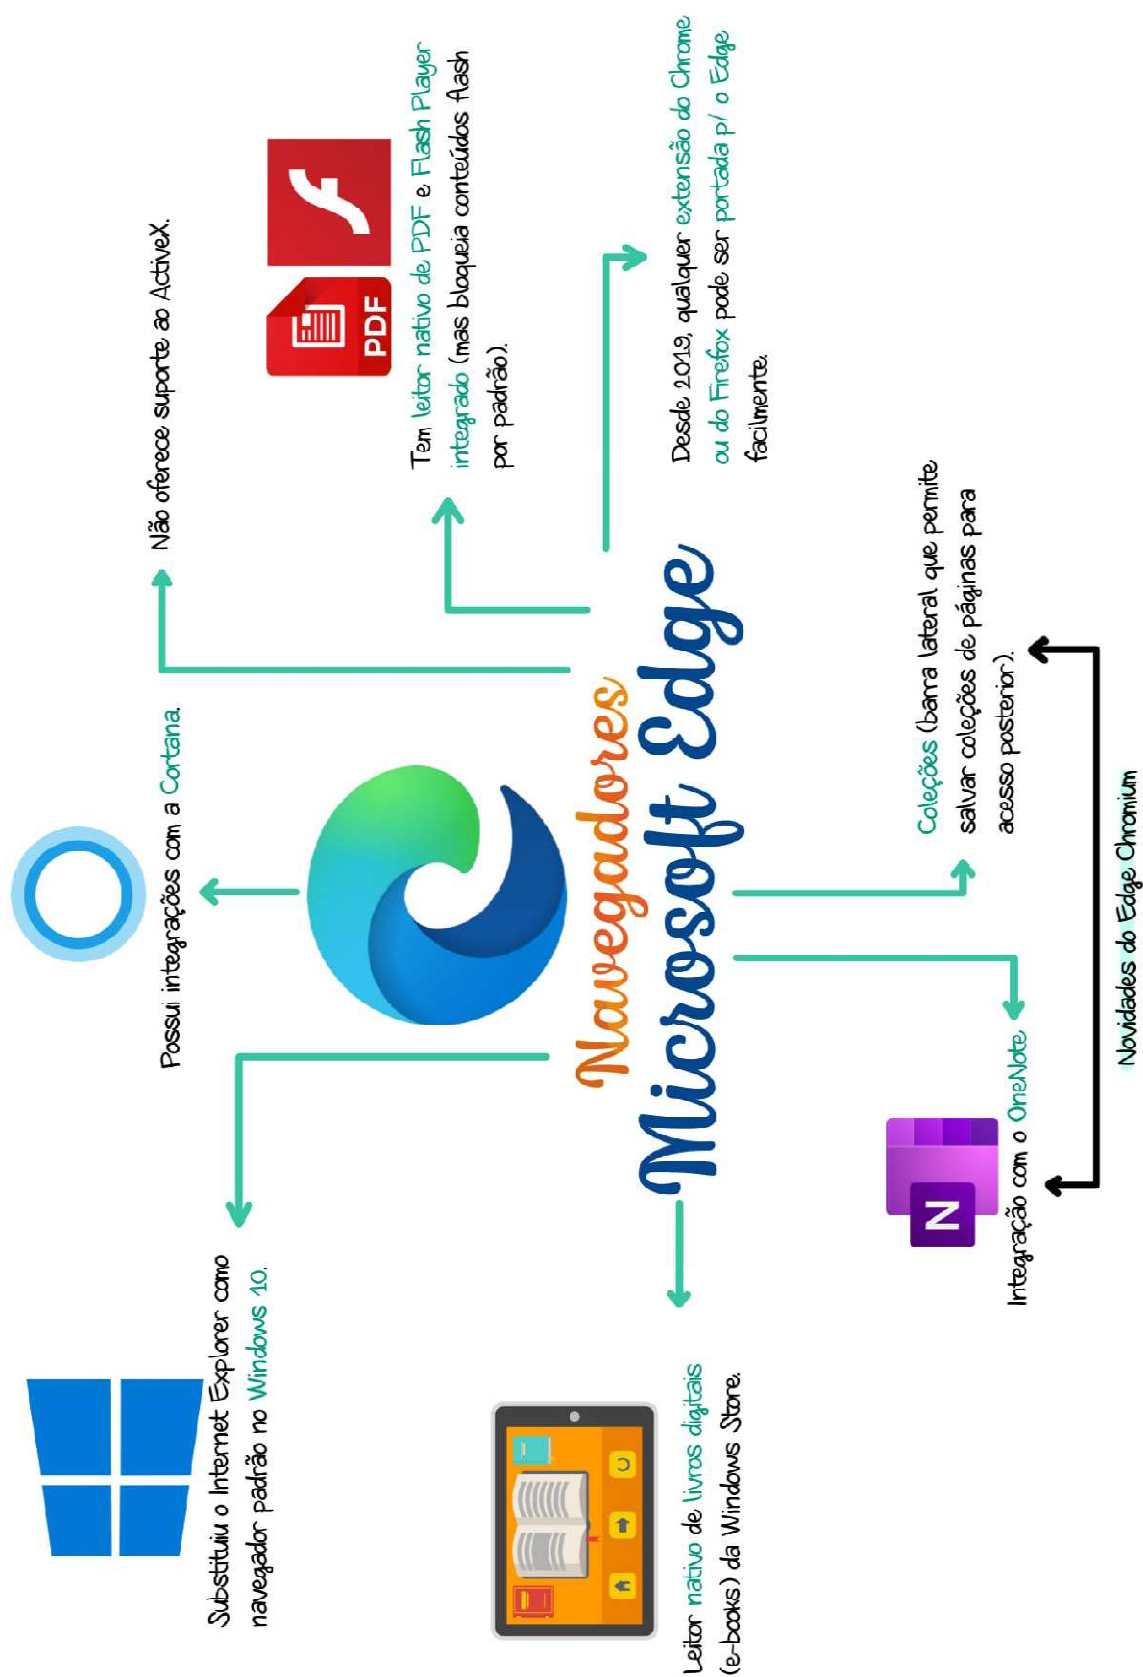 Navegadores
Microsoft Edge
Substituiu o Internet Explorer como
navegador padrão no Windows 10.
Possui integrações com a Cortana.
Não oferece suporte ao ActiveX.
PDF
Tem leitor nativo de PDF e Flash Player
integrado (mas bloqueia conteúdos flash
por padrão).
Desde 2019, qualquer extensão do Chrome
ou do Firefox pode ser portada p/ o Edge
facilmente.
Leitor nativo de livros digitais
(e-books) da Windows Store.
N
Integração com o OneNote
Coleções (barra lateral que permite
salvar coleções de páginas para
acesso posterior).
Novidades do Edge Chromium